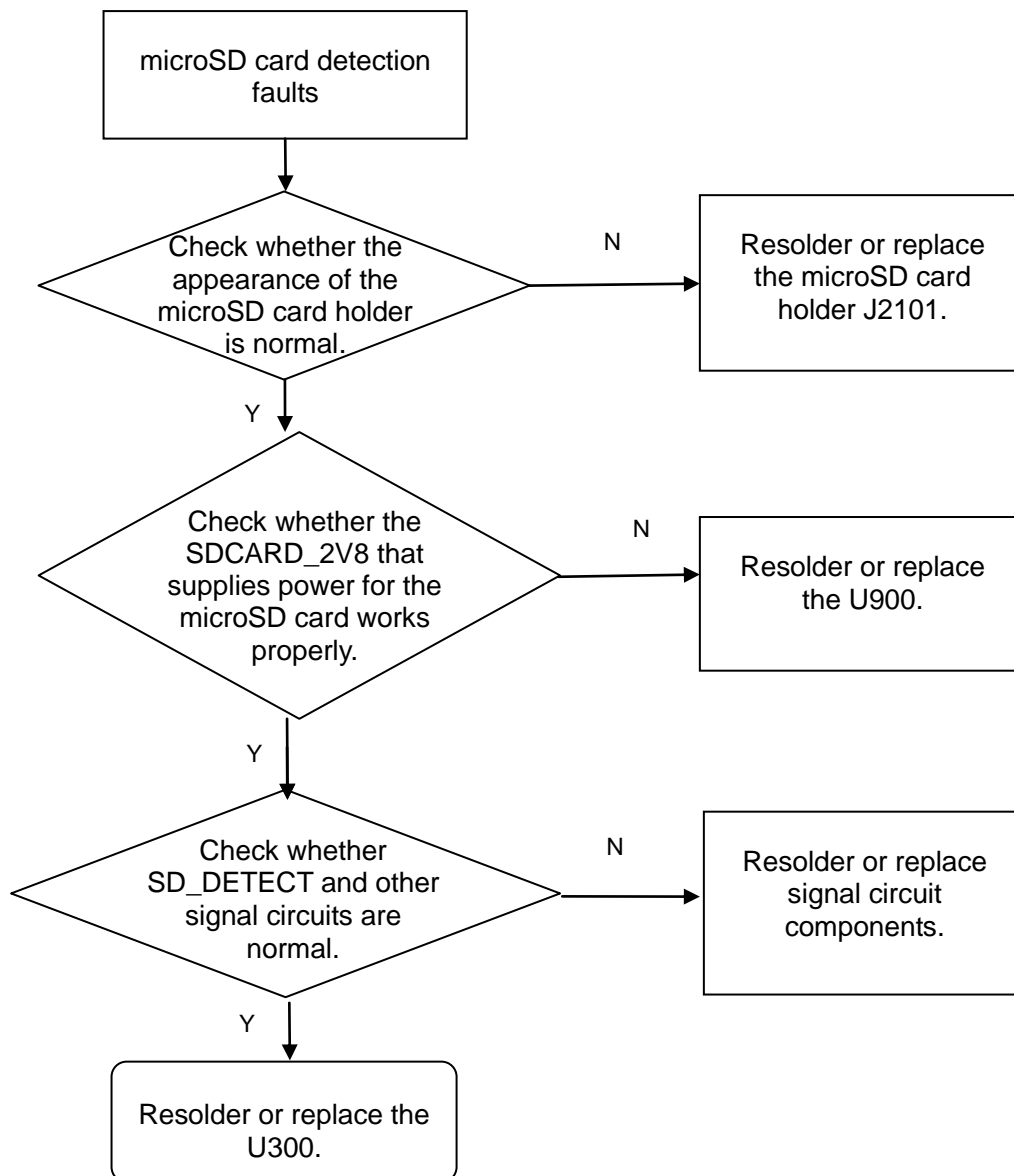 microSD card detection
faults
Check whether the
appearance of the
microSD card holder
is normal.
N
Resolder or replace
the microSD card
holder J2101.
Y
Check whether the
SDCARD_2V8 that
supplies power for the
microSD card works
properly.
N
Resolder or replace
the U900.
Y
Check whether
SD_DETECT and other
signal circuits are
normal.
N
Resolder or replace
signal circuit
components.
Y
Resolder or replace the
U300.